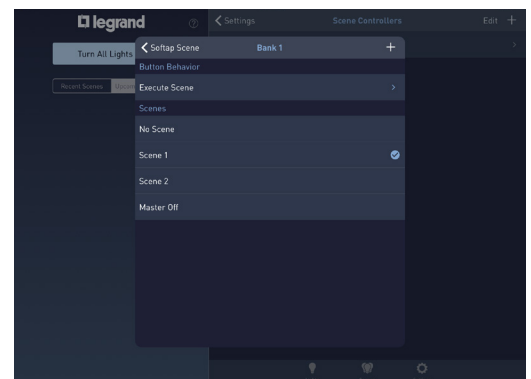 legrand
Settings
Scene Controllers
Edit
Turn All Lights
Softap Scene
Bank 1
Button Behavior
Recent Scenes
Execute Scene
Scenes
No Scene
Scene 1
Scene 2
Master Off